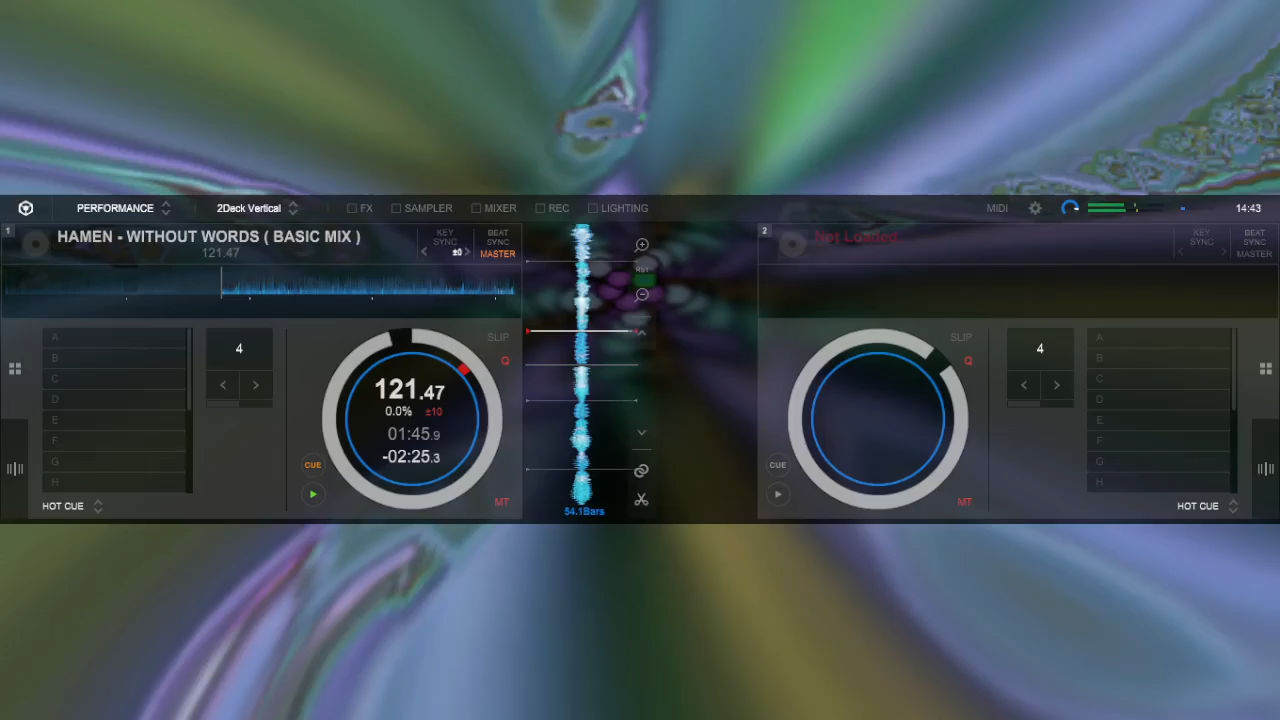 PERFORMANCE 2Deck Vertical FX SAMPLER MIXER REC LIGHTING MIDI 14:43
1 HAMEN - WITHOUT WORDS ( BASIC MIX )
121.47
KEY SYNC
±0
BEAT SYNC
MASTER
RST
2 Not Loaded
KEY SYNC
BEAT SYNC
MASTER
A
B
C
D
E
F
G
H
HOT CUE
4
SLIP
Q
121.47
0.0% ±10
01:45.9
-02:25.3
CUE
MT
54.1Bars
SLIP
Q
CUE
MT
4
A
B
C
D
E
F
G
H
HOT CUE